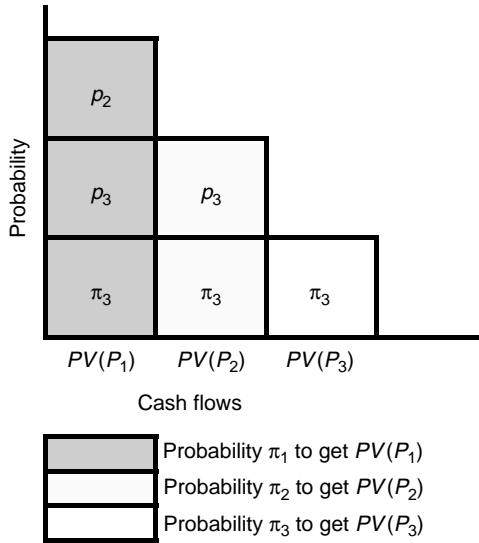 Probability
p2
p3 p3
π3 π3 π3
PV(P1) PV(P2) PV(P3)
Cash flows
Probability π1 to get PV(P1)
Probability π2 to get PV(P2)
Probability π3 to get PV(P3)